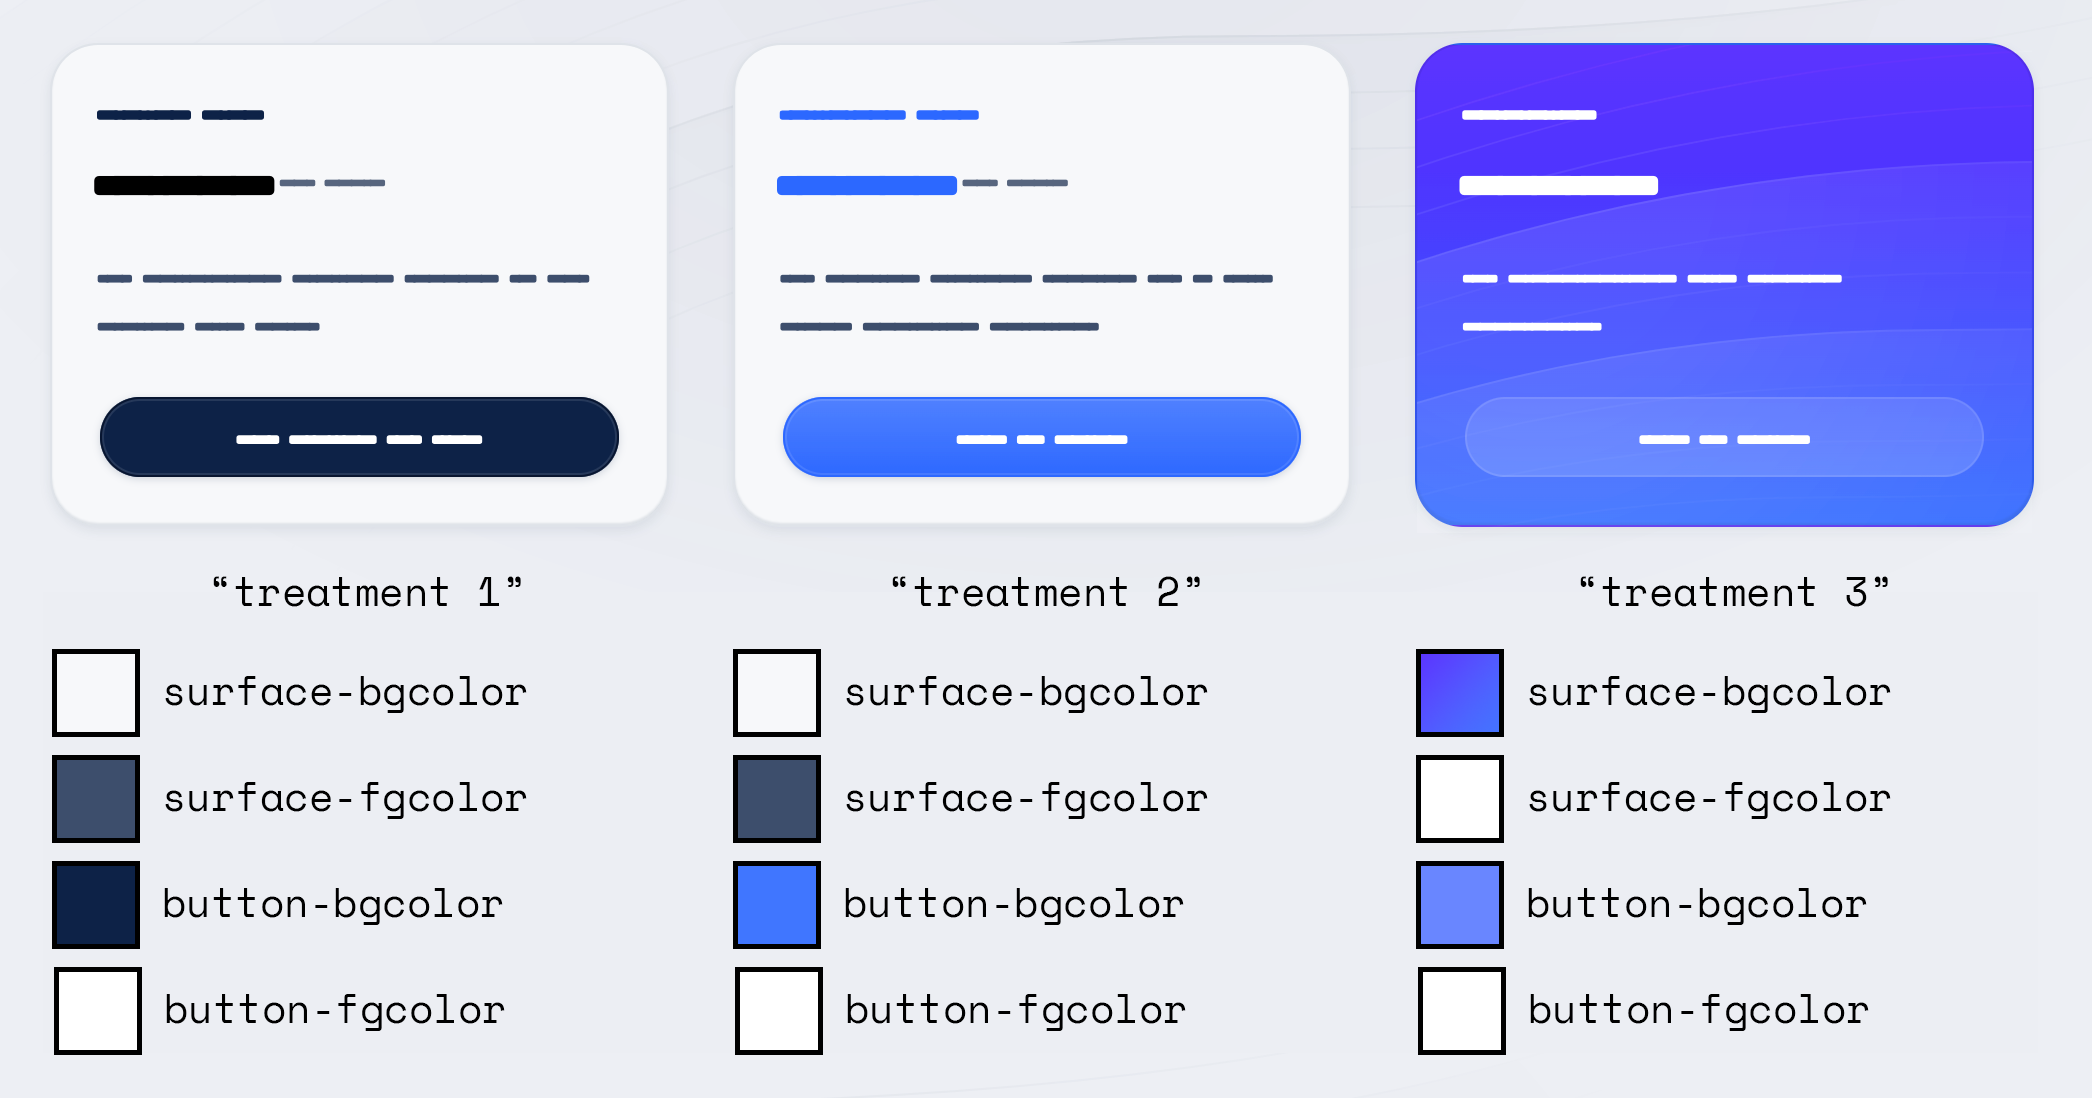 “treatment 1”
surface-bgcolor
surface-fgcolor
button-bgcolor
button-fgcolor
“treatment 2”
surface-bgcolor
surface-fgcolor
button-bgcolor
button-fgcolor
“treatment 3”
surface-bgcolor
surface-fgcolor
button-bgcolor
button-fgcolor